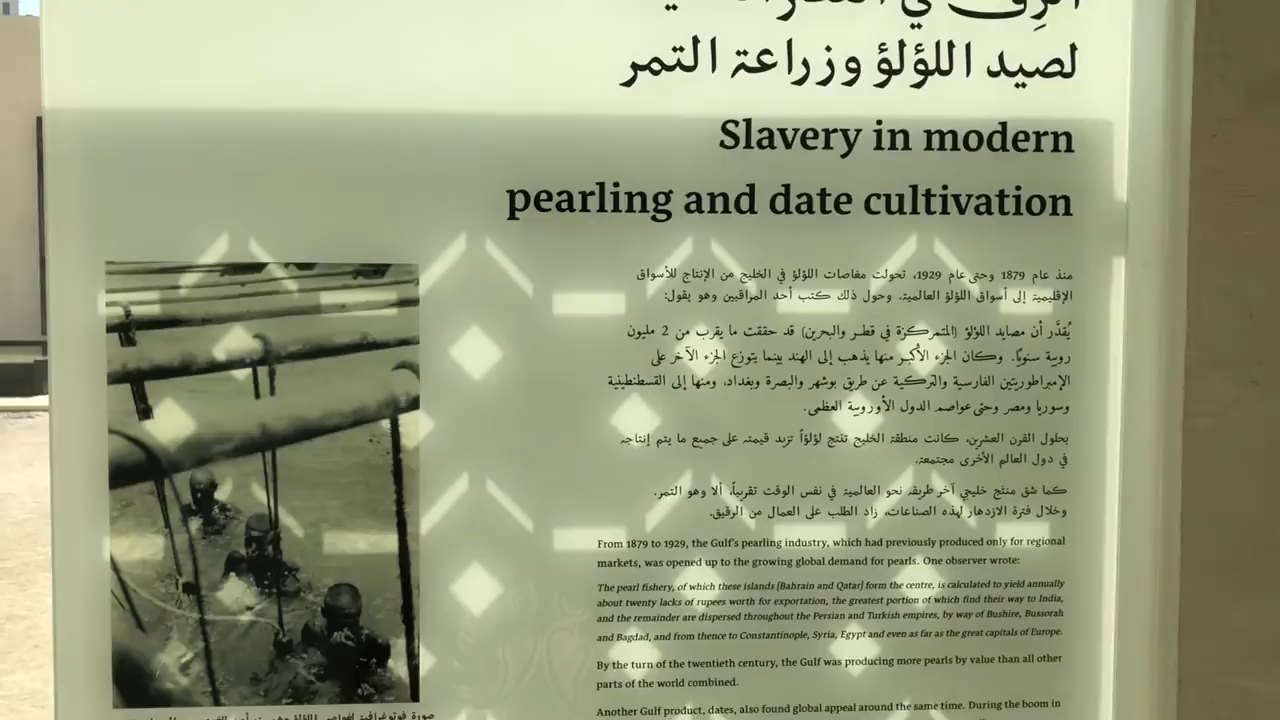 لصيد اللؤلؤ وزراعة التمر
Slavery in modern
pearling and date cultivation
منذ عام 1879 وحتى عام 1929، تحولت مغاصات اللؤلؤ في الخليج من الإنتاج للأسواق
الإقليمية إلى أسواق اللؤلؤ العالمية. وحول ذلك كتب أحد المراقبين وهو يقول:
يُقدَّر أن مصايد اللؤلؤ (المتمركزة في قطر والبحرين) قد حققت ما يقرب من 2 مليون
روبية سنويًا. وكان الجزء الأكبر منها يذهب إلى الهند بينما يتوزع الجزء الآخر على
الإمبراطوريتين الفارسية والتركية عن طريق بوشهر والبصرة وبغداد، ومنها إلى القسطنطينية
وسوريا ومصر وحتى عواصم الدول الأوروبية العظمى.
بحلول القرن العشرين، كانت منطقة الخليج تنتج لؤلؤاً تزيد قيمته على جميع ما يتم إنتاجه
في دول العالم الأخرى مجتمعة.
كما شق منتج خليجي آخر طريقه نحو العالمية في نفس الوقت تقريباً، ألا وهو التمر.
وخلال فترة الازدهار لهذه الصناعات، زاد الطلب على العمال من الرقيق.
From 1879 to 1929, the Gulf's pearling industry, which had previously produced only for regional
markets, was opened up to the growing global demand for pearls. One observer wrote:
The pearl fishery, of which these islands [Bahrain and Qatar] form the centre, is calculated to yield annually
about twenty lacks of rupees worth for exportation, the greatest portion of which find their way to India,
and the remainder are dispersed throughout the Persian and Turkish empires, by way of Bushire, Bussorah
and Bagdad, and from thence to Constantinople, Syria, Egypt and even as far as the great capitals of Europe.
By the turn of the twentieth century, the Gulf was producing more pearls by value than all other
parts of the world combined.
Another Gulf product, dates, also found global appeal around the same time. During the boom in
صورة فوتوغرافية لغواصي اللؤلؤ